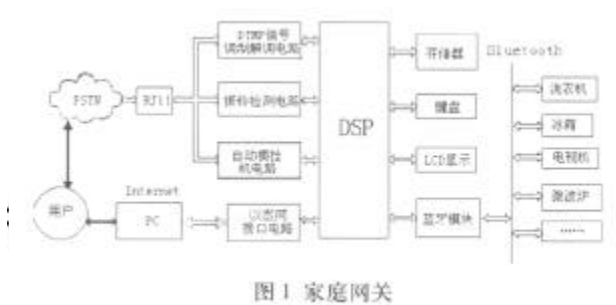 DTMF信号
调制解调电路
存储器
Bluetooth
PSTN
RJ11
振铃检测电路
键盘
洗衣机
冰箱
DSP
自动摘挂
机电路
LCD显示
电视机
Internet
微波炉
用户
PC
以太网
接口电路
蓝牙模块
……
图1 家庭网关